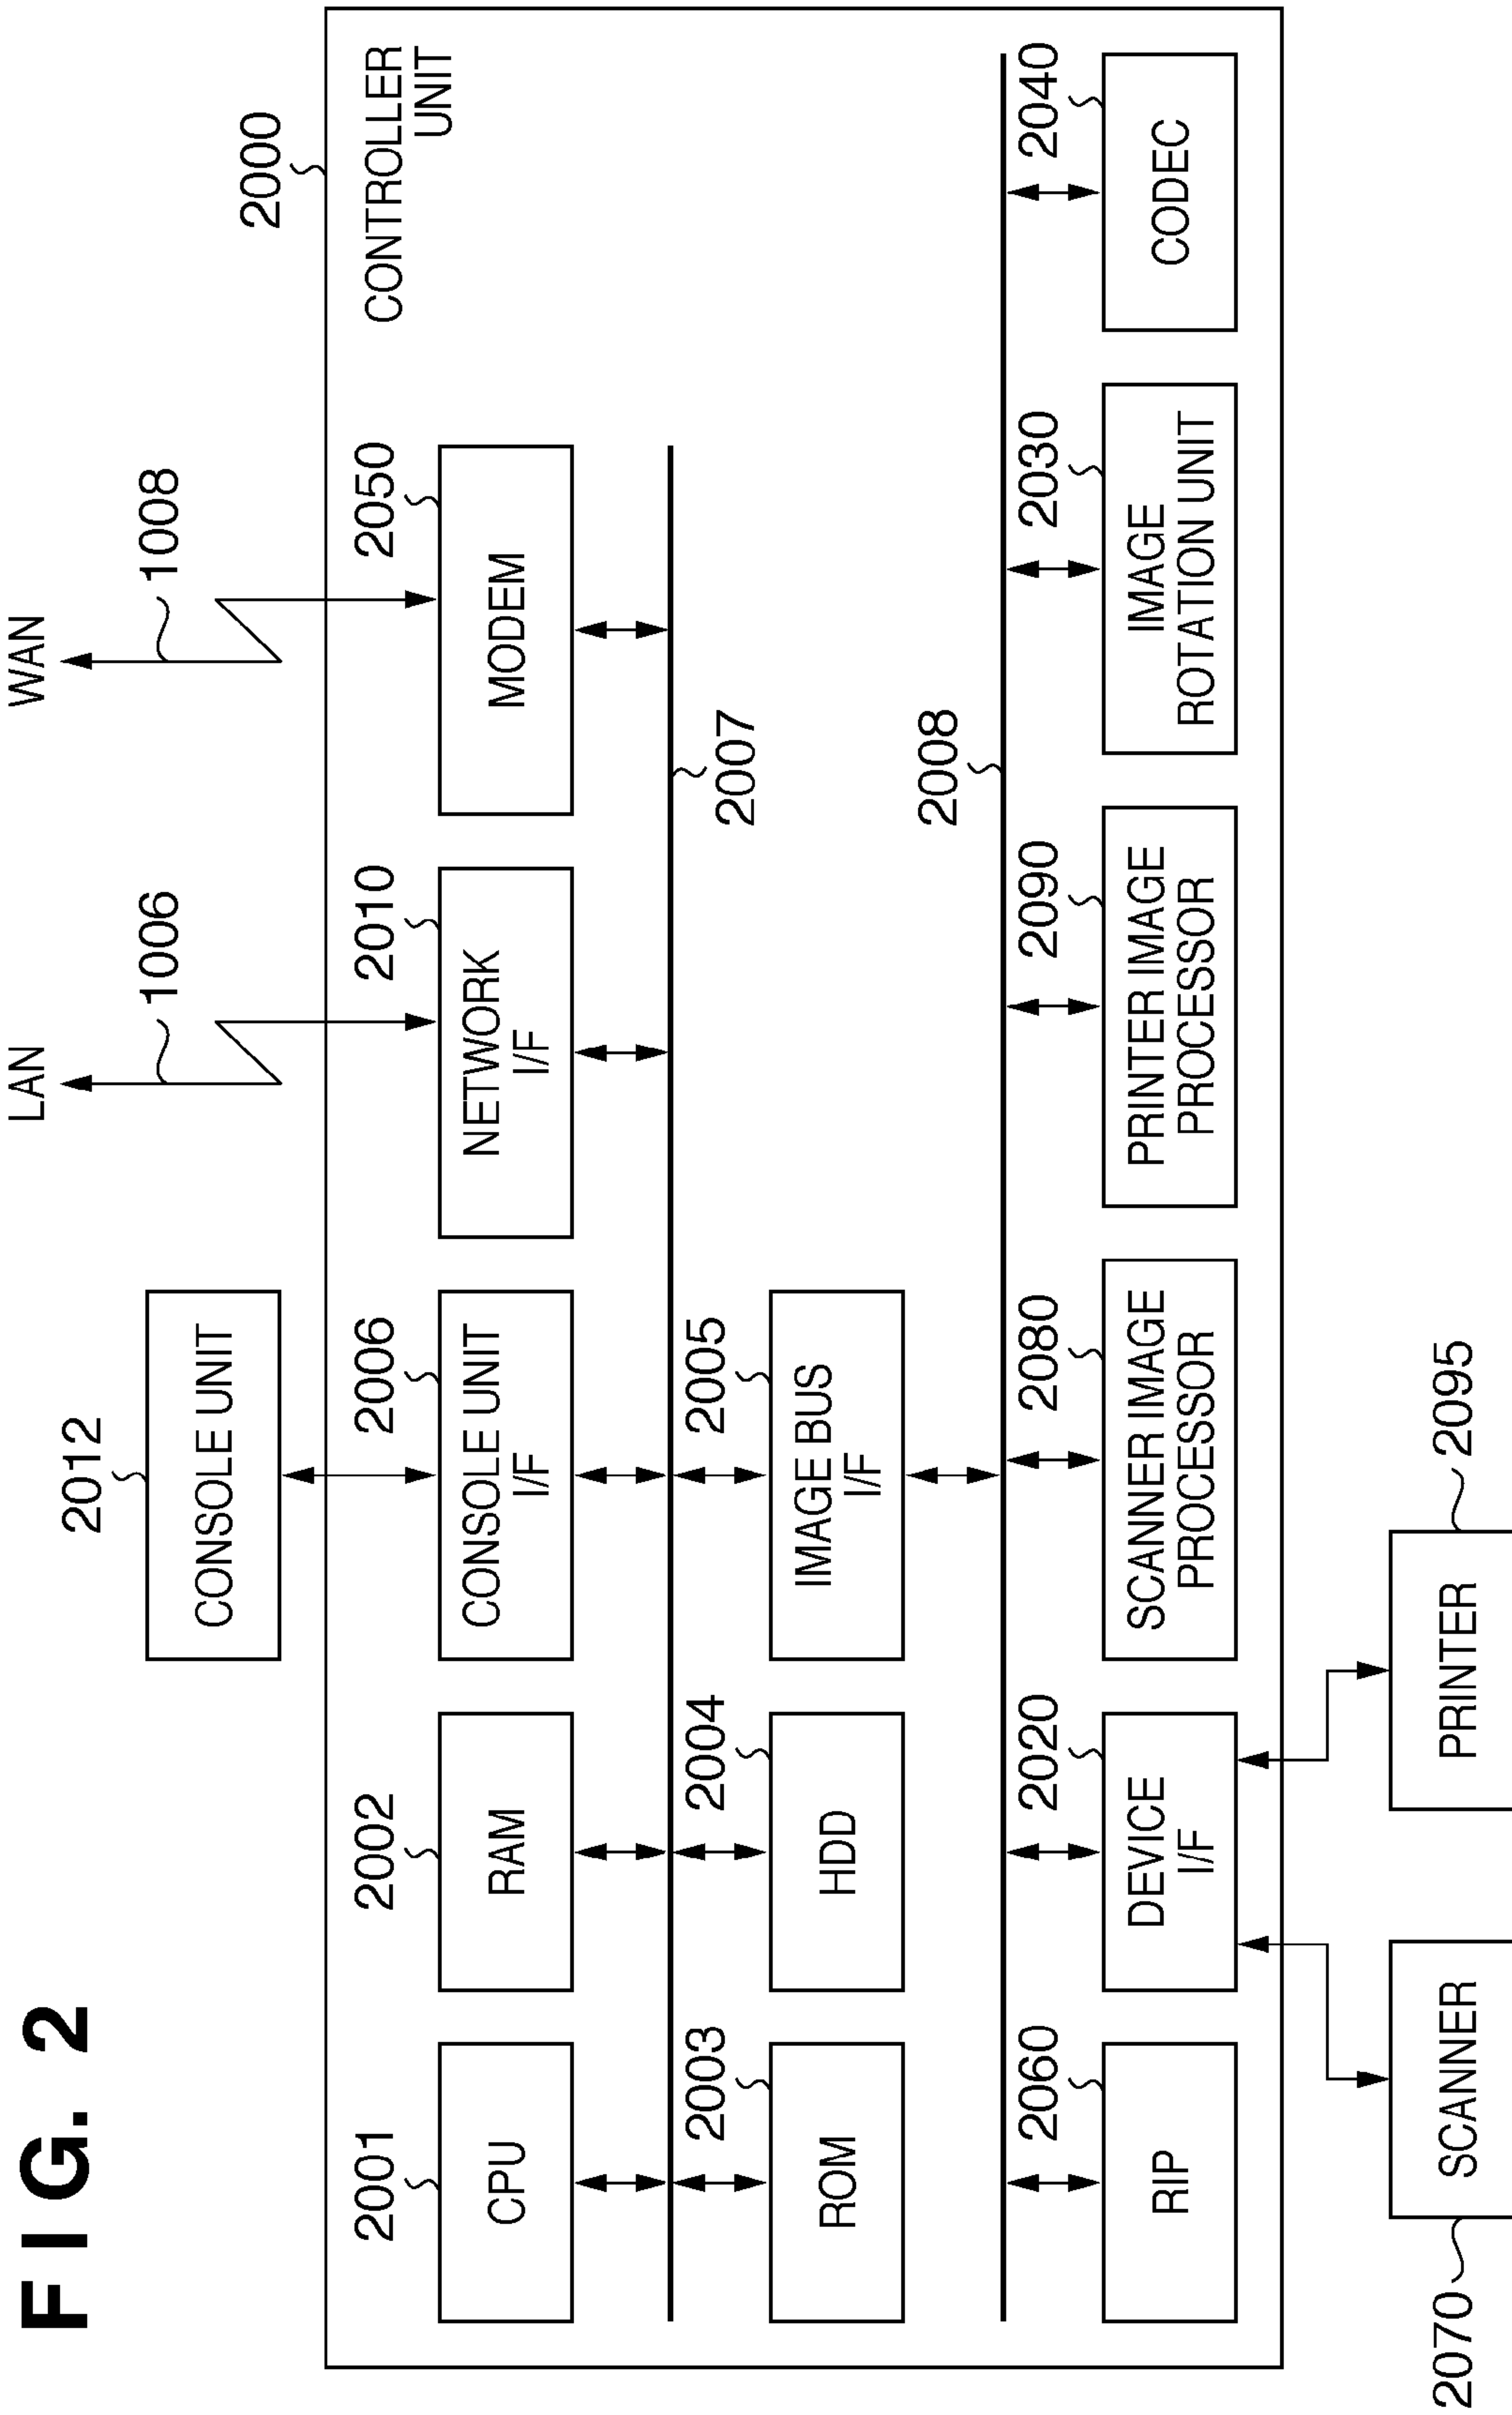 FIG. 2
LAN
WAN
1006
1008
2012
CONSOLE UNIT
2000
CONTROLLER
UNIT
2001
CPU
2002
RAM
2006
CONSOLE UNIT
I/F
2010
NETWORK
I/F
2050
MODEM
2007
2003
ROM
2004
HDD
2005
IMAGE BUS
I/F
2008
2060
RIP
2020
DEVICE
I/F
2080
SCANNER IMAGE
PROCESSOR
2090
PRINTER IMAGE
PROCESSOR
2030
IMAGE
ROTATION UNIT
2040
CODEC
2070
SCANNER
PRINTER
2095